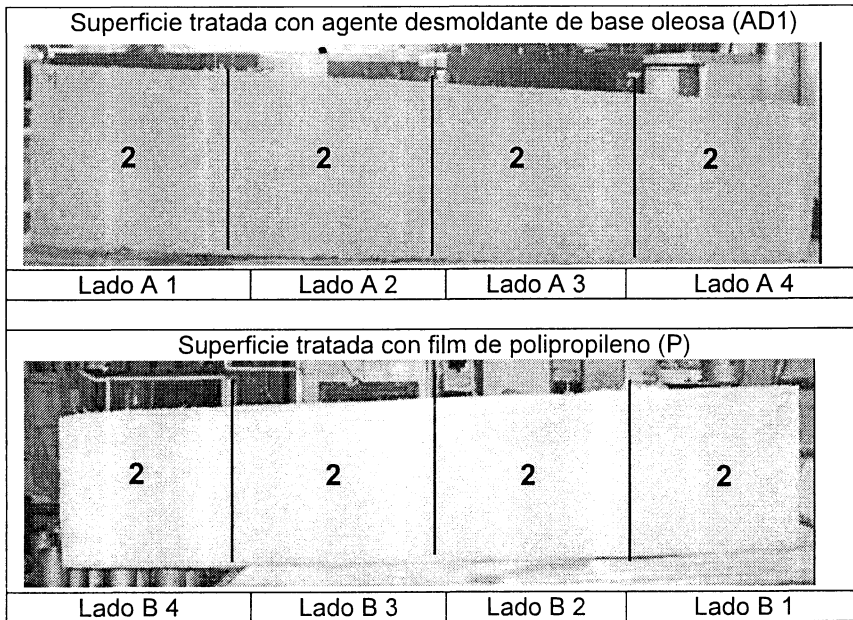 Superficie tratada con agente desmoldante de base oleosa (AD1)
2 2 2 2
Lado A 1 Lado A 2 Lado A 3 Lado A 4
Superficie tratada con film de polipropileno (P)
2 2 2 2
Lado B 4 Lado B 3 Lado B 2 Lado B 1